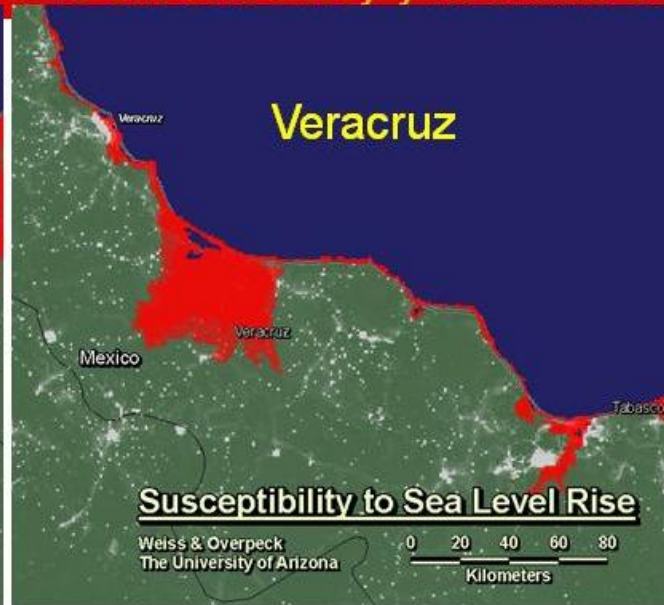 Veracruz
Veracruz
Veracruz
Mexico
Tabasco
Susceptibility to Sea Level Rise
Weiss & Overpeck
The University of Arizona
0 20 40 60 80
Kilometers